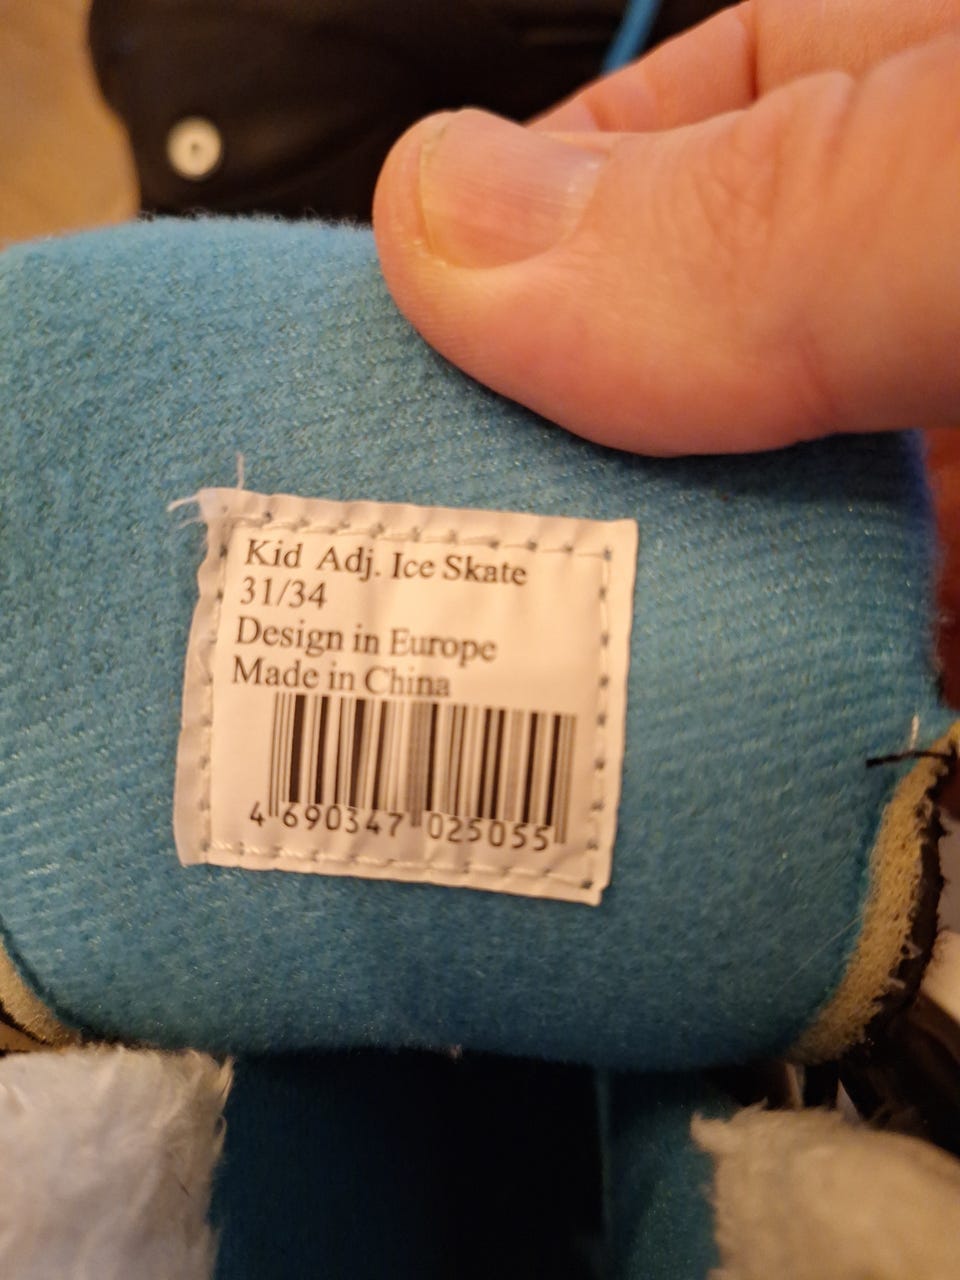 Kid Adj. Ice Skate
31/34
Design in Europe
Made in China
4 690347 025055